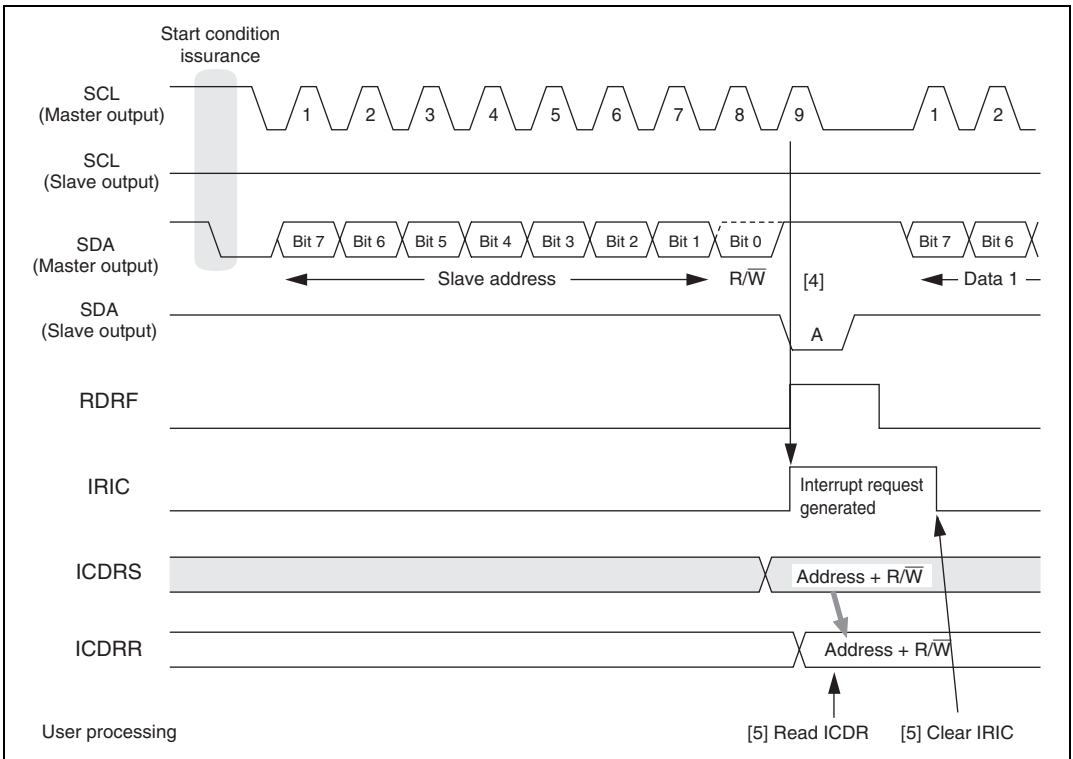 Start condition
issurance
SCL
(Master output)
1 2 3 4 5 6 7 8 9 1 2
SCL
(Slave output)
SDA
(Master output)
Bit 7 Bit 6 Bit 5 Bit 4 Bit 3 Bit 2 Bit 1 Bit 0 Bit 7 Bit 6
Slave address R/W̅ [4] Data 1
SDA
(Slave output)
A
RDRF
IRIC
Interrupt request
generated
ICDRS
Address + R/W̅
ICDRR
Address + R/W̅
User processing
[5] Read ICDR [5] Clear IRIC